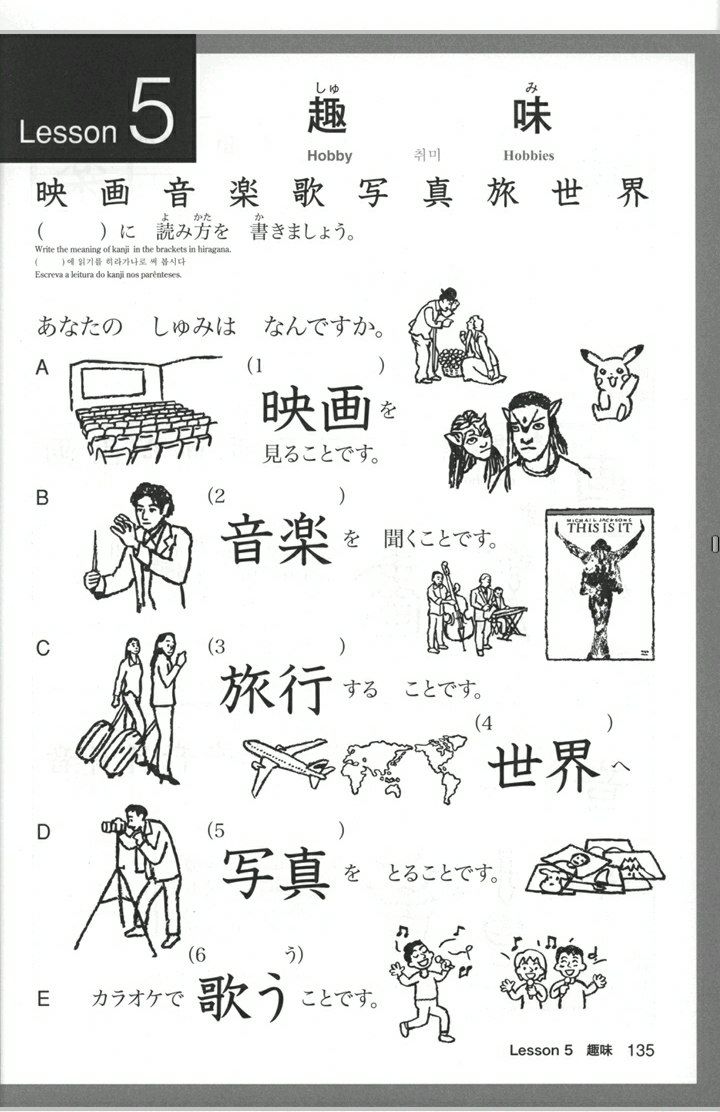 Lesson 5
しゅ み
趣 味
Hobby 취미 Hobbies
映 画 音 楽 歌 写 真 旅 世 界
よ かた か
( )に 読み方を 書きましょう。
Write the meaning of kanji in the brackets in hiragana.
( )에 읽기를 히라가나로 써 봅시다
Escreva a leitura do kanji nos parênteses.
あなたの しゅみは なんですか。
A (1 )
映画を
見ることです。
B (2 )
音楽を 聞くことです。
MICHAEL JACKSON'S
THIS IS IT
C (3 )
旅行する ことです。
(4 )
世界へ
D (5 )
写真を とることです。
(6 う)
E カラオケで 歌う ことです。
Lesson 5 趣味 135